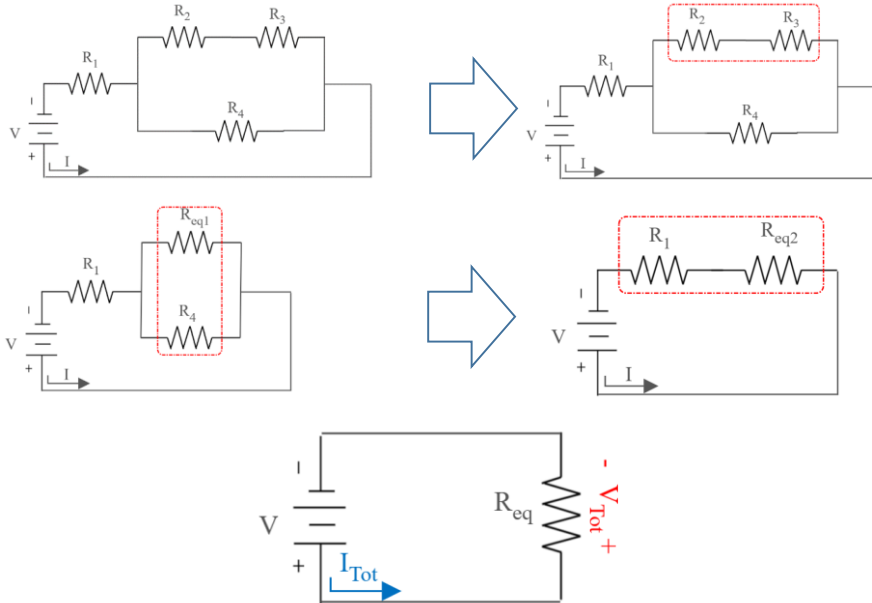 R2
R3
R1
R4
-
V
+
I
R2
R3
R1
R4
-
V
+
I
Req1
R1
R4
-
V
+
I
R1
Req2
-
V
+
I
-
V
Req
- VTot +
+
ITot